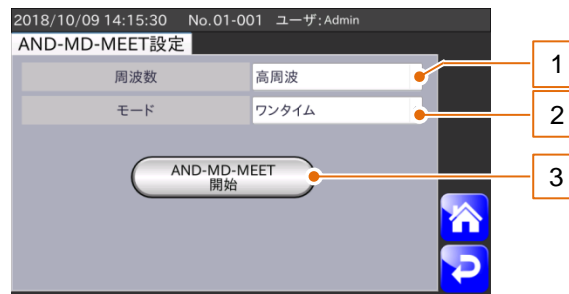 2018/10/09 14:15:30 No.01-001 ユーザ:Admin
AND-MD-MEET設定
周波数 高周波 1
モード ワンタイム 2
AND-MD-MEET
開始 3